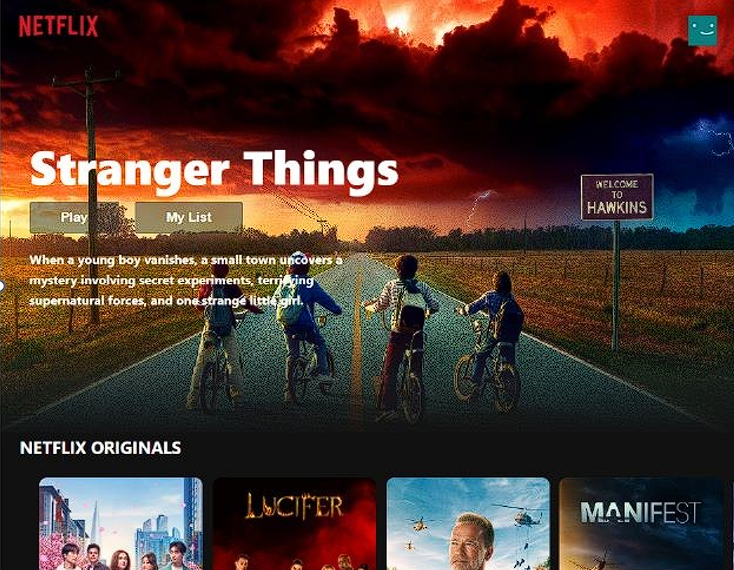 NETFLIX
Stranger Things
WELCOME
TO
HAWKINS
Play
My List
When a young boy vanishes, a small town uncovers a
mystery involving secret experiments, terrifying
supernatural forces, and one strange little girl.
NETFLIX ORIGINALS
LUCIFER
MANIFEST